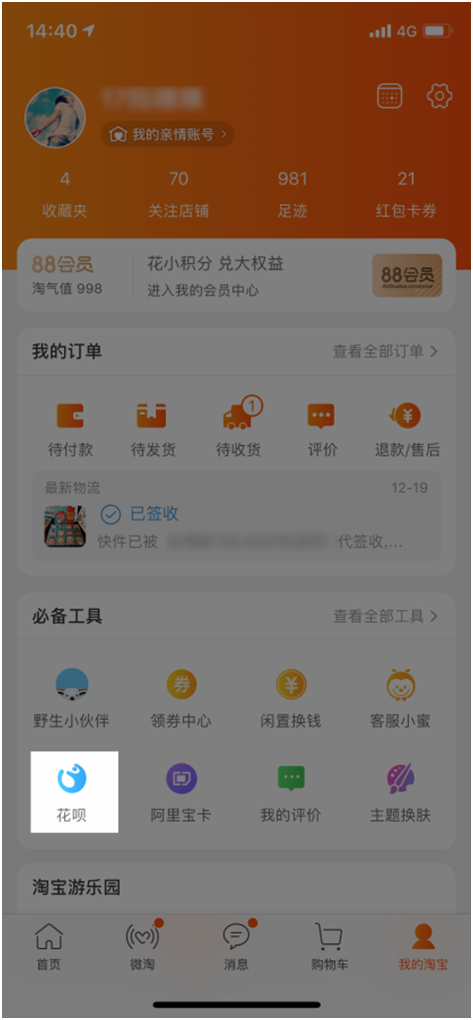 14:40
4G
我的亲情账号
4 70 981 21
收藏夹 关注店铺 足迹 红包卡券
88会员 花小积分 兑大权益 88会员
淘气值 998 进入我的会员中心
我的订单 查看全部订单
1
待付款 待发货 待收货 评价 退款/售后
最新物流 12-19
已签收
快件已被 代签收,...
必备工具 查看全部工具
券
野生小伙伴 领券中心 闲置换钱 客服小蜜
花呗 阿里宝卡 我的评价 主题换肤
淘宝游乐园
首页 微淘 消息 购物车 我的淘宝